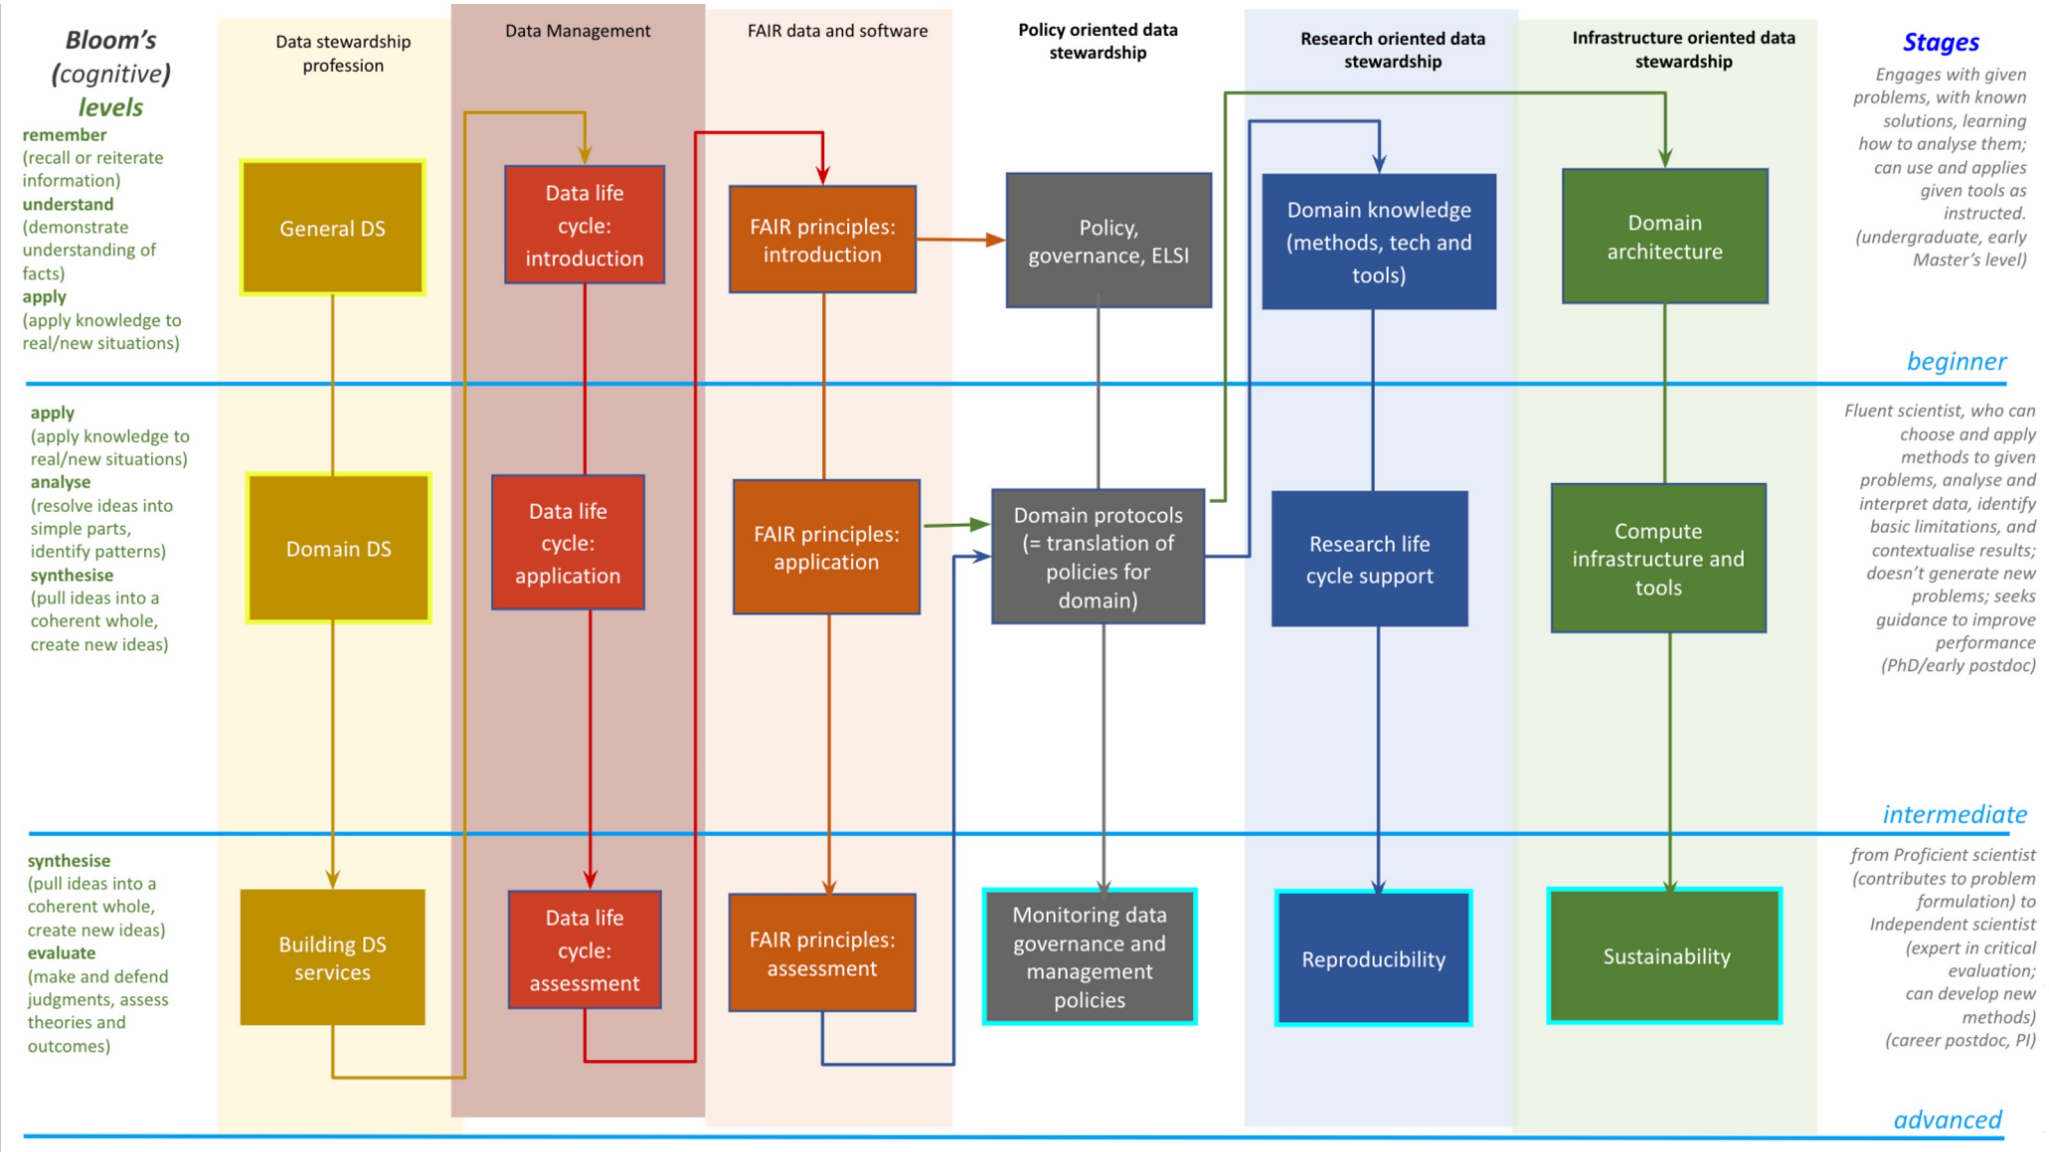 Bloom's
(cognitive)
levels
remember
(recall or reiterate
information)
understand
(demonstrate
understanding of
facts)
apply
(apply knowledge to
real/new situations)
Data stewardship
profession
Data Management
FAIR data and software
Policy oriented data
stewardship
Research oriented data
stewardship
Infrastructure oriented data
stewardship
Stages
Engages with given
problems, with known
solutions, learning
how to analyse them;
can use and applies
given tools as
instructed.
(undergraduate, early
Master's level)
General DS
Data life
cycle:
introduction
FAIR principles:
introduction
Policy,
governance, ELSI
Domain knowledge
(methods, tech and
tools)
Domain
architecture
beginner
apply
(apply knowledge to
real/new situations)
analyse
(resolve ideas into
simple parts,
identify patterns)
synthesise
(pull ideas into a
coherent whole,
create new ideas)
Domain DS
Data life
cycle:
application
FAIR principles:
application
Domain protocols
(= translation of
policies for
domain)
Research life
cycle support
Compute
infrastructure and
tools
Fluent scientist, who can
choose and apply
methods to given
problems, analyse and
interpret data, identify
basic limitations, and
contextualise results;
doesn't generate new
problems; seeks
guidance to improve
performance
(PhD/early postdoc)
intermediate
synthesise
(pull ideas into a
coherent whole,
create new ideas)
evaluate
(make and defend
judgments, assess
theories and
outcomes)
Building DS
services
Data life
cycle:
assessment
FAIR principles:
assessment
Monitoring data
governance and
management
policies
Reproducibility
Sustainability
from Proficient scientist
(contributes to problem
formulation) to
Independent scientist
(expert in critical
evaluation;
can develop new
methods)
(career postdoc, PI)
advanced